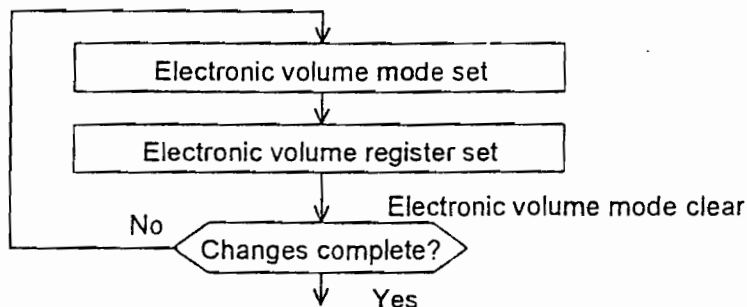 Electronic volume mode set
Electronic volume register set
Electronic volume mode clear
No
Changes complete?
Yes